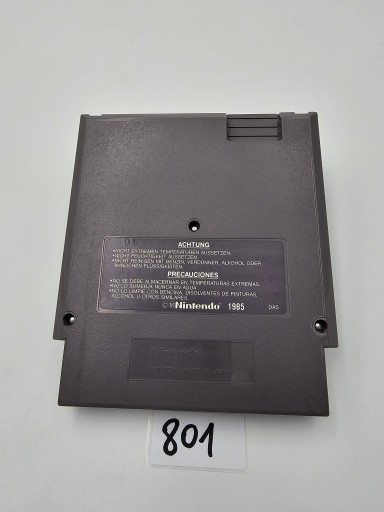 ACHTUNG
•NICHT EXTREMEN TEMPERATUREN AUSSETZEN.
•NICHT FEUCHTIGKEIT AUSSETZEN.
•NICHT REINIGEN MIT BENZIN, VERDÜNNER, ALKOHOL ODER
ÄHNLICHEN FLÜSSIGKEITEN.
PRECAUCIONES
•NO SE DEBE ALMACERNAR EN TEMPERATURAS EXTREMAS.
•NO LO SUMERJA NUNCA EN AGUA.
•NO LO LIMPIE CON BENCINA, DISOLVENTES DE PINTURAS,
ALCOHOL U OTROS SIMILARES.
© Nintendo 1985 DAS
801